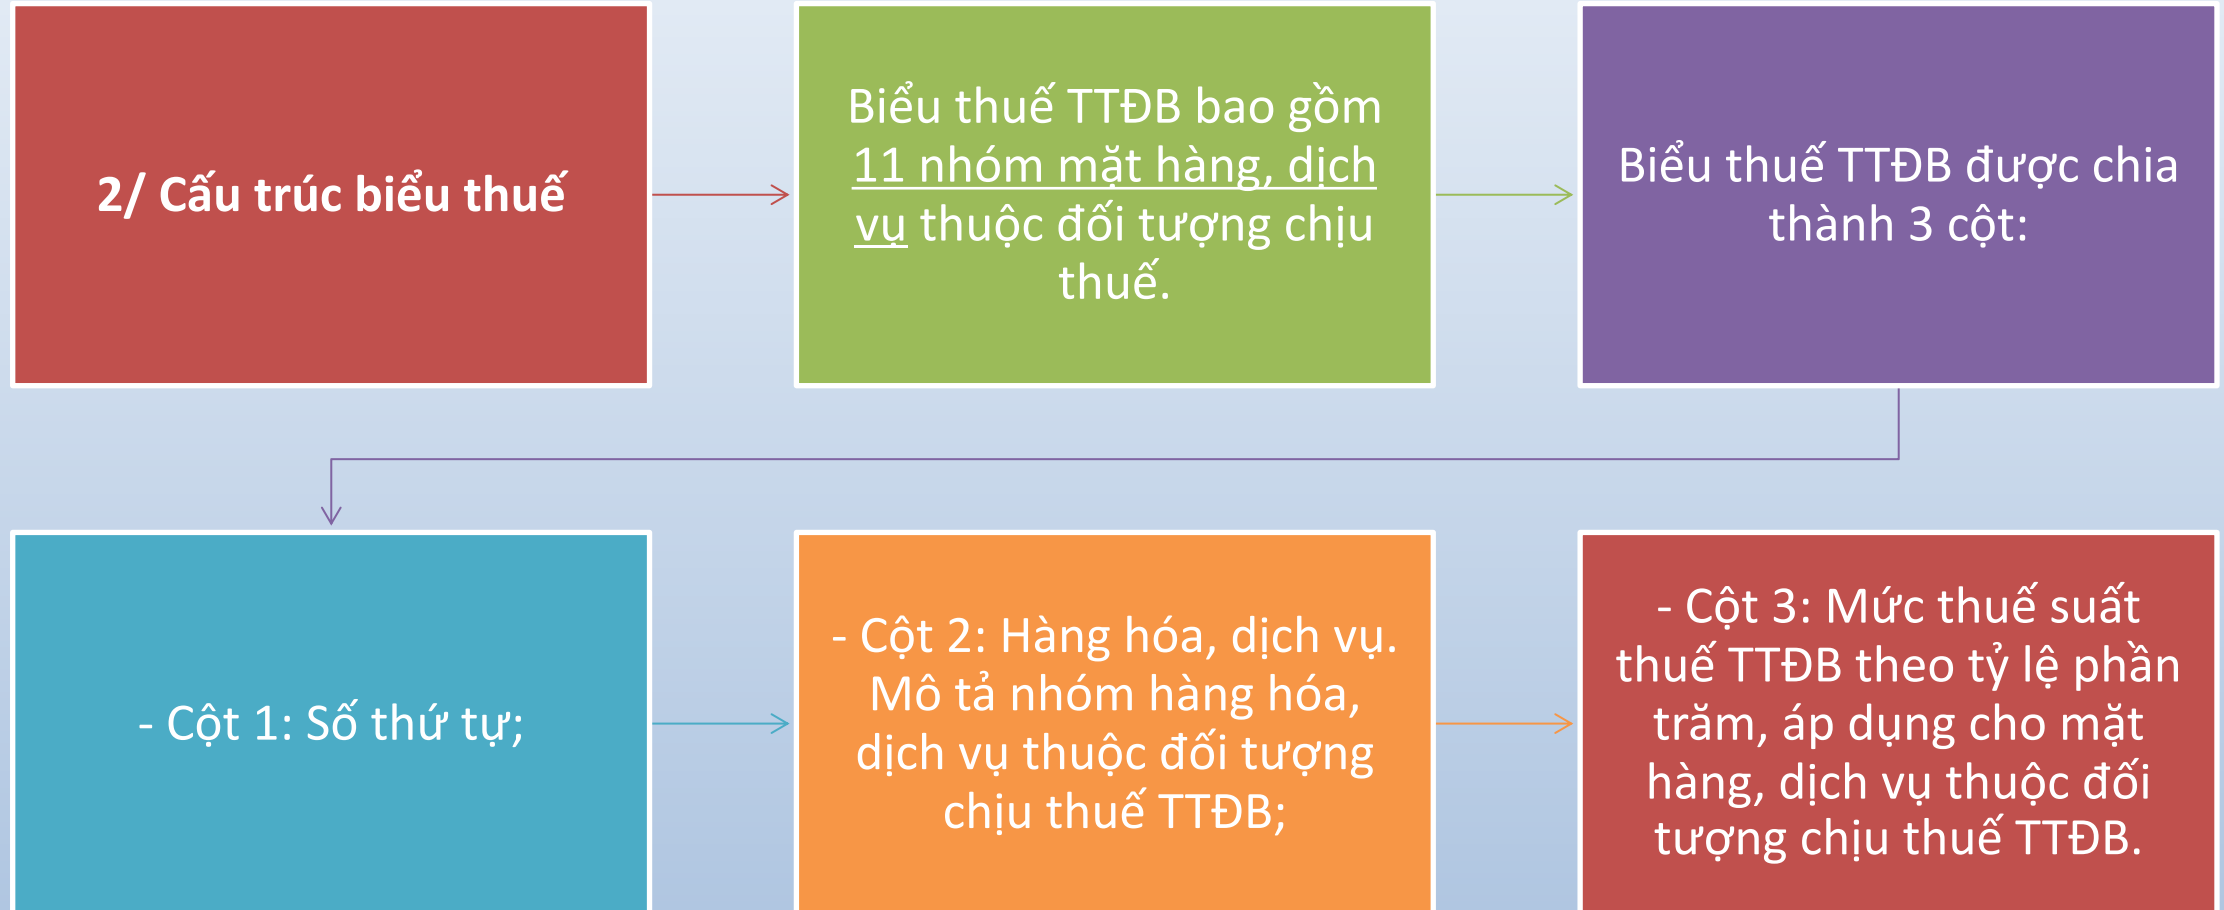 2/ Cấu trúc biểu thuế
Biểu thuế TTĐB bao gồm
11 nhóm mặt hàng, dịch
vụ thuộc đối tượng chịu
thuế.
Biểu thuế TTĐB được chia
thành 3 cột:
- Cột 1: Số thứ tự;
- Cột 2: Hàng hóa, dịch vụ.
Mô tả nhóm hàng hóa,
dịch vụ thuộc đối tượng
chịu thuế TTĐB;
- Cột 3: Mức thuế suất
thuế TTĐB theo tỷ lệ phần
trăm, áp dụng cho mặt
hàng, dịch vụ thuộc đối
tượng chịu thuế TTĐB.